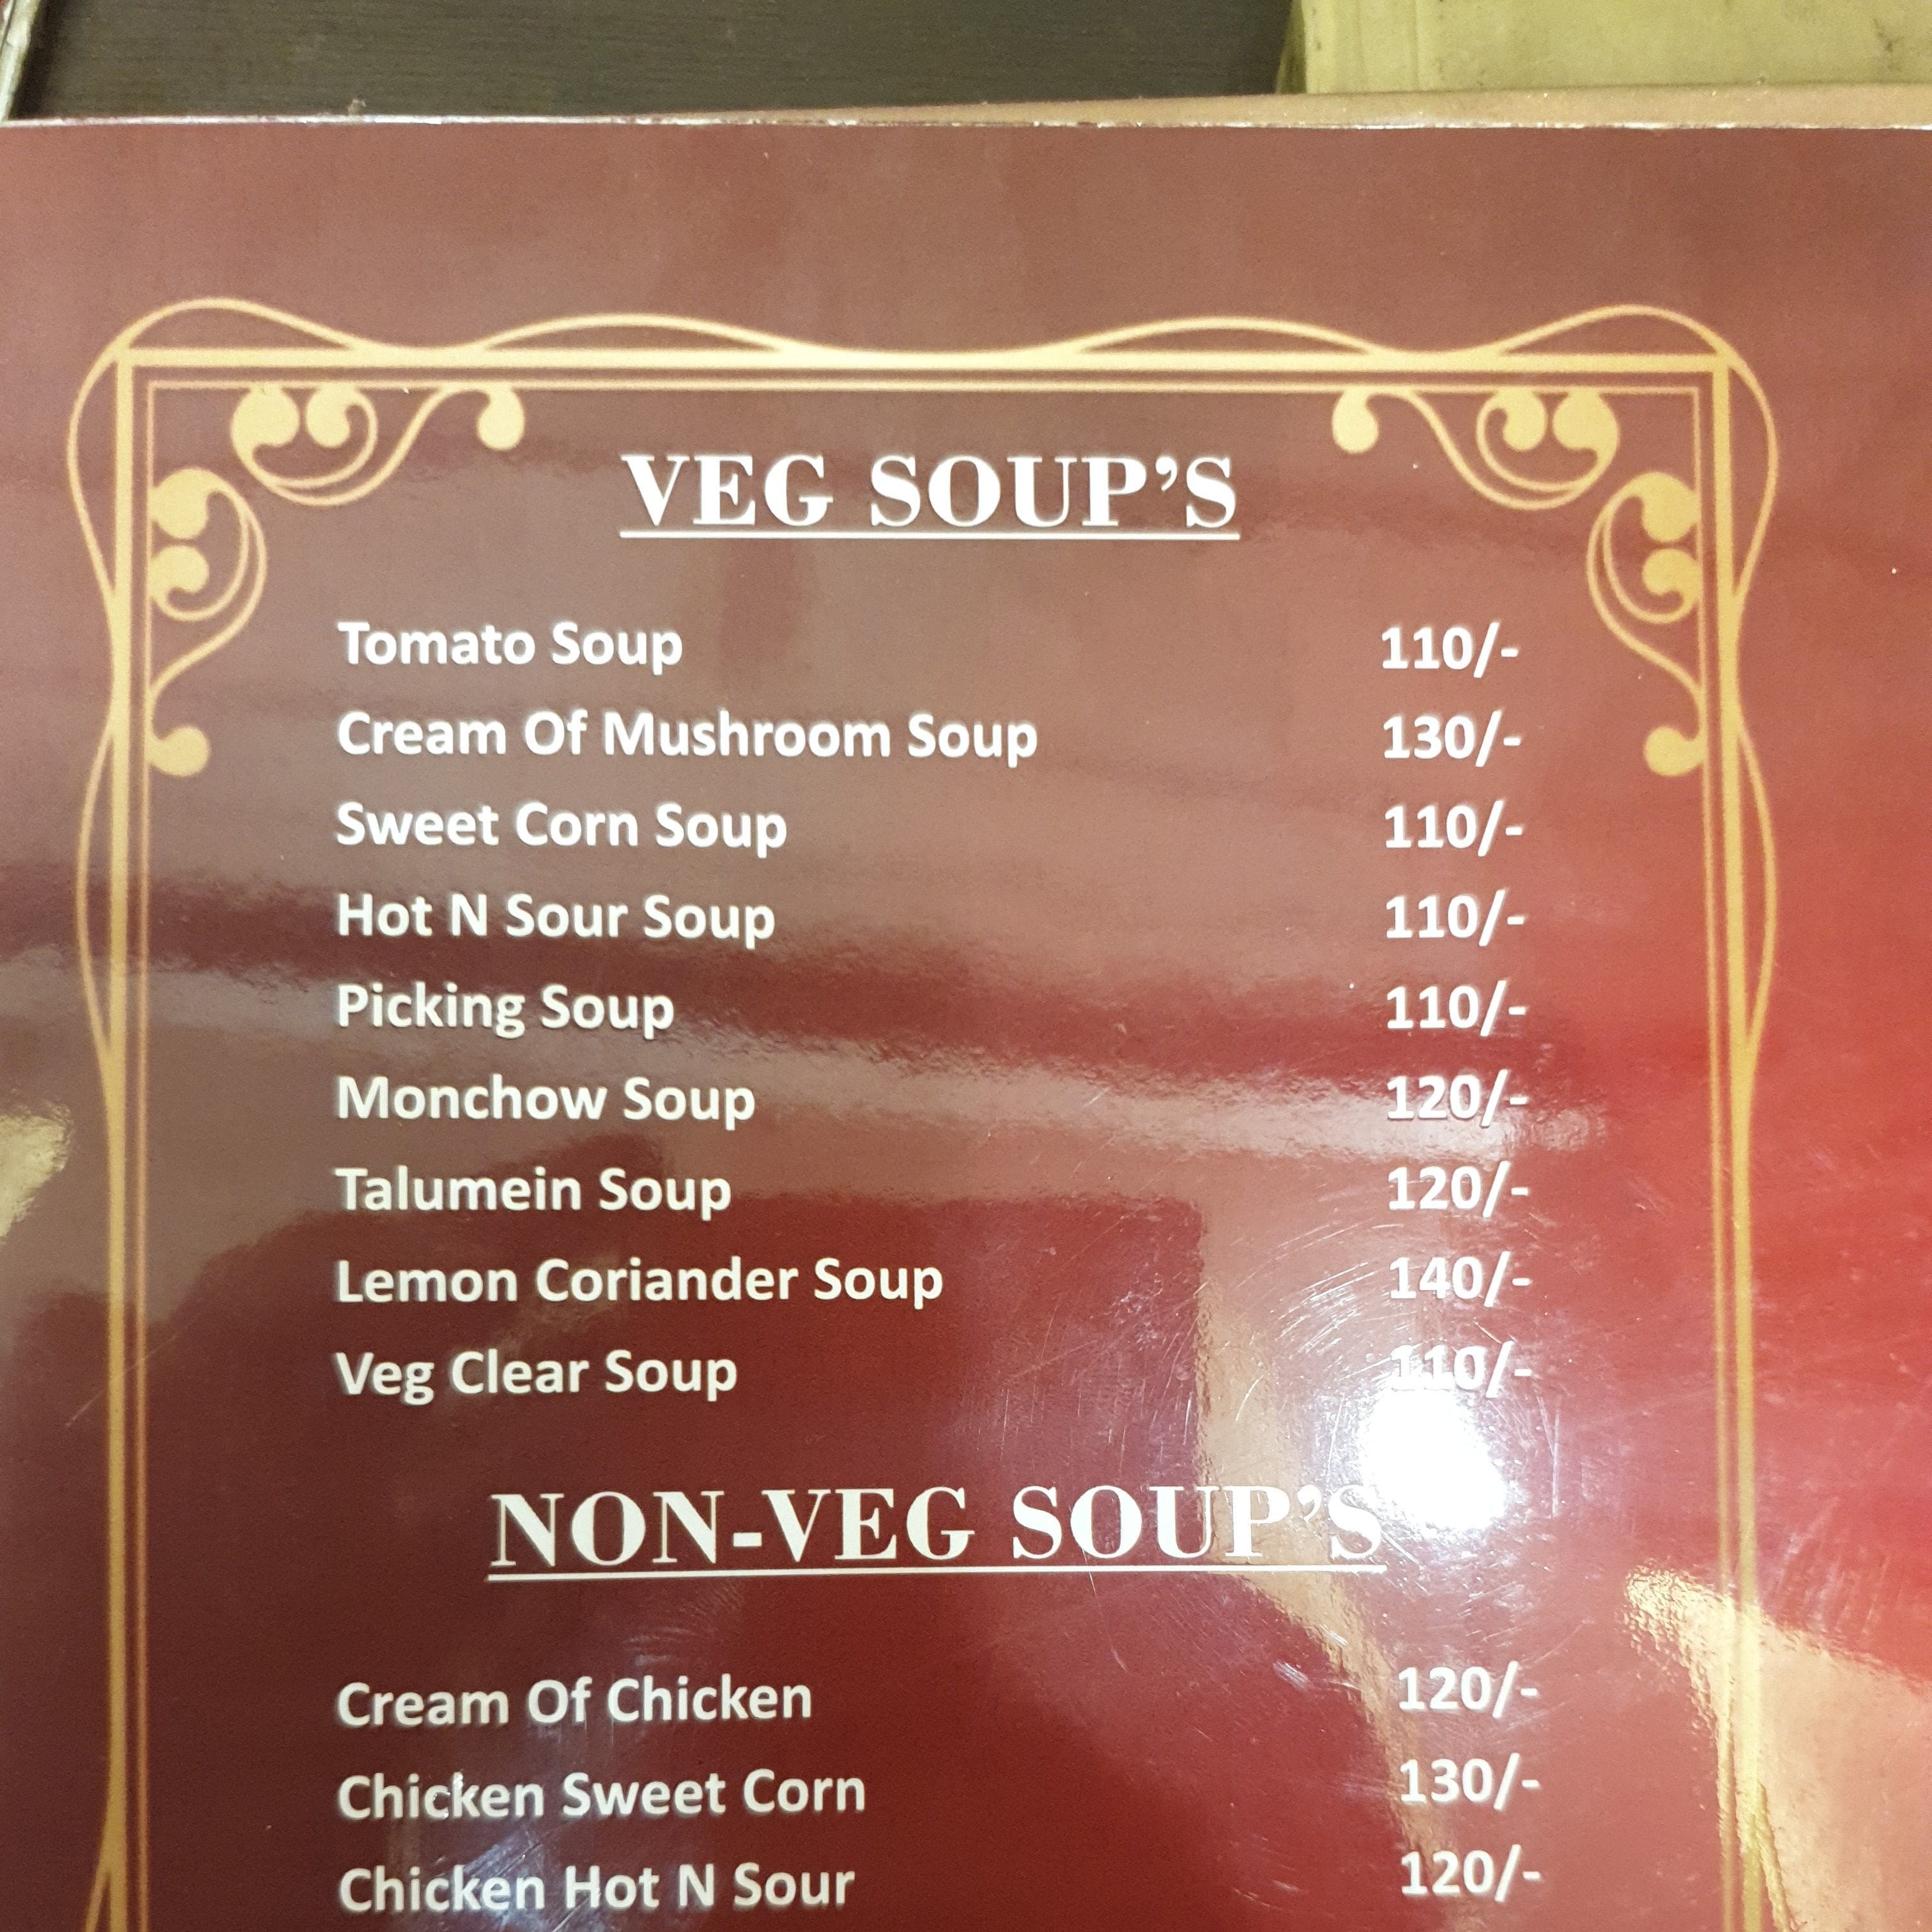 VEG SOUP'S
Tomato Soup 110/-
Cream Of Mushroom Soup 130/-
Sweet Corn Soup 110/-
Hot N Sour Soup 110/-
Picking Soup 110/-
Monchow Soup 120/-
Talumein Soup 120/-
Lemon Coriander Soup 140/-
Veg Clear Soup 110/-
NON-VEG SOUP'S
Cream Of Chicken 120/-
Chicken Sweet Corn 130/-
Chicken Hot N Sour 120/-